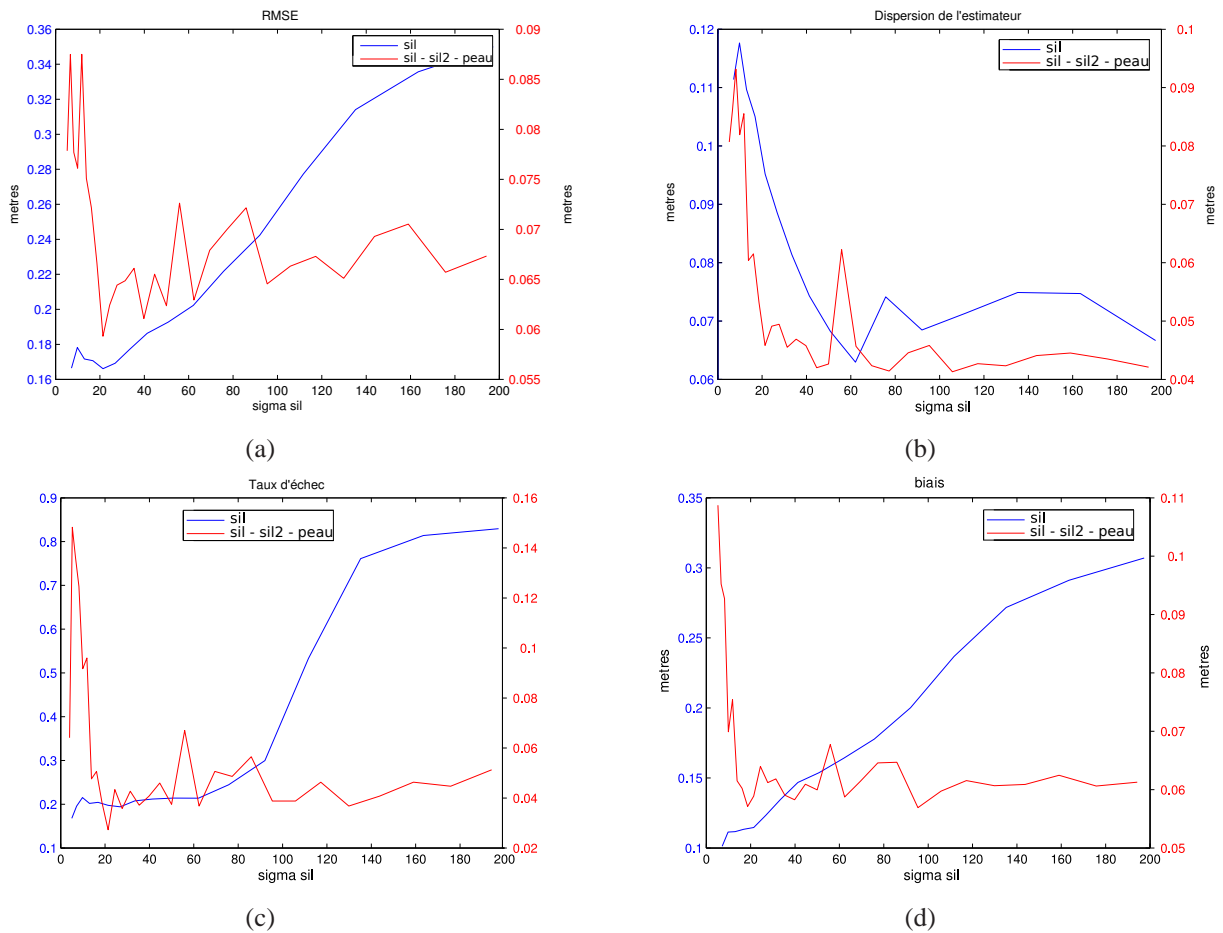 RMSE
0.36
0.34
0.32
0.3
0.28
0.26
0.24
0.22
0.2
0.18
0.16
metres
0.09
0.085
0.08
0.075
0.07
0.065
0.06
0.055
metres
sil
sil - sil2 - peau
0 20 40 60 80 100 120 140 160 180 200
sigma sil
(a)
Dispersion de l'estimateur
0.12
0.11
0.1
0.09
0.08
0.07
0.06
metres
0.1
0.09
0.08
0.07
0.06
0.05
0.04
metres
sil
sil - sil2 - peau
0 20 40 60 80 100 120 140 160 180 200
sigma sil
(b)
Taux d'échec
0.9
0.8
0.7
0.6
0.5
0.4
0.3
0.2
0.1
0.16
0.14
0.12
0.1
0.08
0.06
0.04
0.02
sil
sil - sil2 - peau
0 20 40 60 80 100 120 140 160 180 200
sigma sil
(c)
biais
0.35
0.3
0.25
0.2
0.15
0.1
metres
0.11
0.1
0.09
0.08
0.07
0.06
0.05
metres
sil
sil - sil2 - peau
0 20 40 60 80 100 120 140 160 180 200
sigma sil
(d)